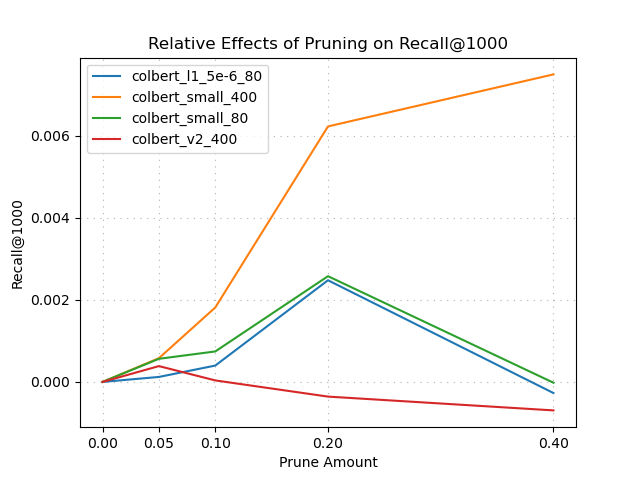 Relative Effects of Pruning on Recall@1000
colbert_l1_5e-6_80
colbert_small_400
colbert_small_80
colbert_v2_400
Recall@1000
0.006
0.004
0.002
0.000
0.00 0.05 0.10 0.20 0.40
Prune Amount